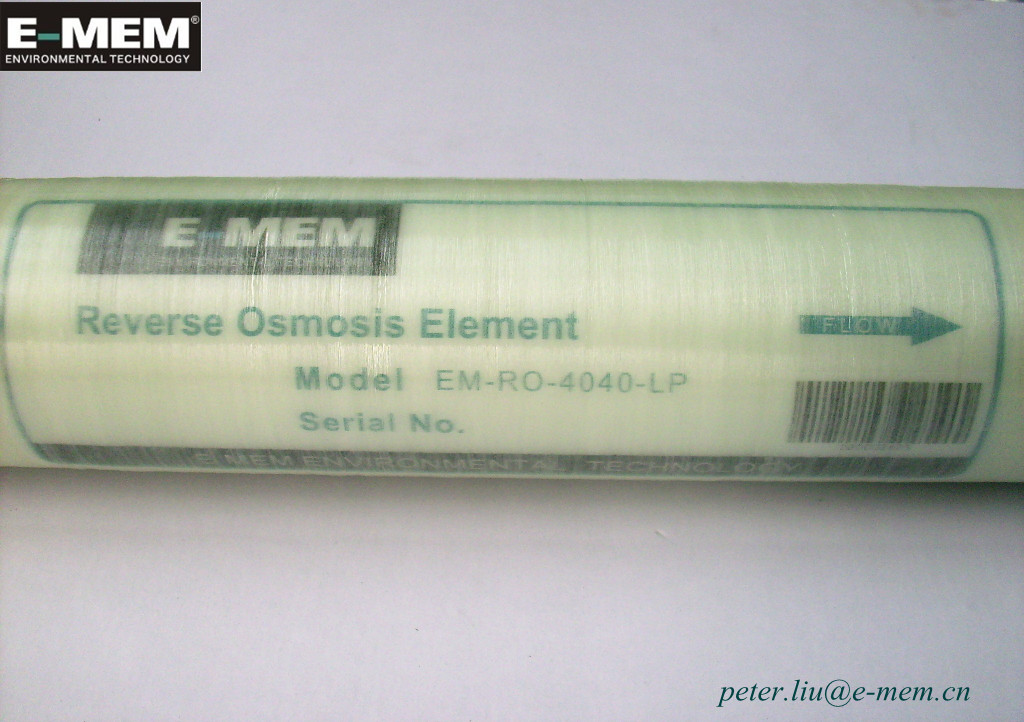 E-MEM®
ENVIRONMENTAL TECHNOLOGY
E-MEM
Reverse Osmosis Element
FLOW
Model EM-RO-4040-LP
Serial No.
E-MEM ENVIRONMENTAL TECHNOLOGY
peter.liu@e-mem.cn